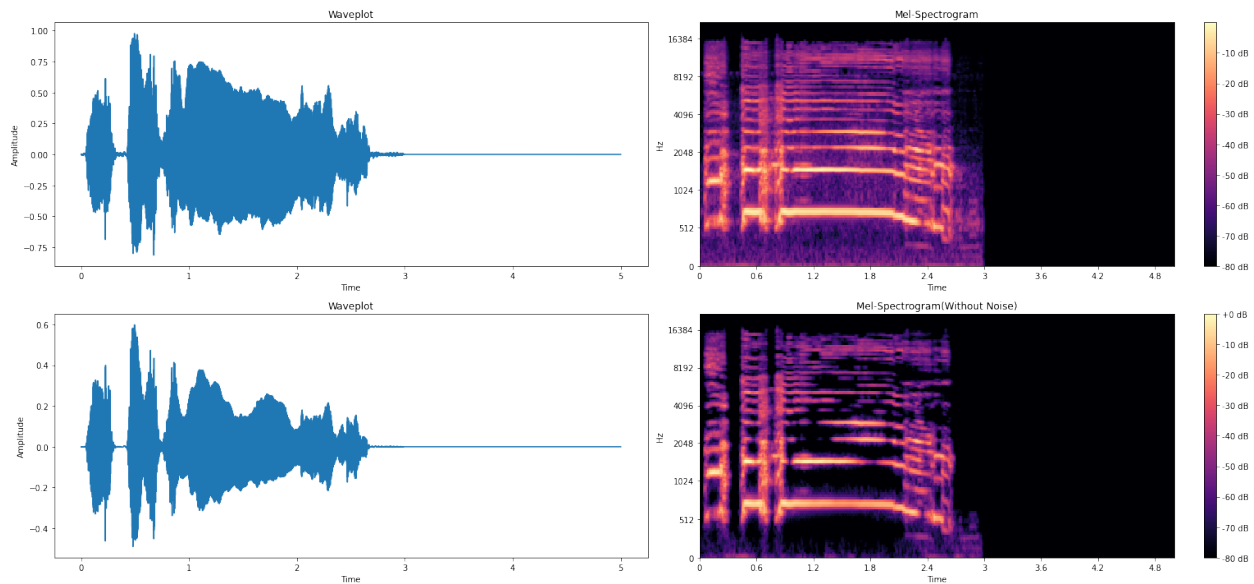 Waveplot
1.00
0.75
0.50
0.25
0.00
−0.25
−0.50
−0.75
Amplitude
0 1 2 3 4 5
Time
Mel-Spectrogram
16384
8192
4096
2048
1024
512
0
Hz
0 0.6 1.2 1.8 2.4 3 3.6 4.2 4.8
Time
-10 dB
-20 dB
-30 dB
-40 dB
-50 dB
-60 dB
-70 dB
-80 dB
Waveplot
0.6
0.4
0.2
0.0
−0.2
−0.4
Amplitude
0 1 2 3 4 5
Time
Mel-Spectrogram(Without Noise)
16384
8192
4096
2048
1024
512
0
Hz
0 0.6 1.2 1.8 2.4 3 3.6 4.2 4.8
Time
+0 dB
-10 dB
-20 dB
-30 dB
-40 dB
-50 dB
-60 dB
-70 dB
-80 dB